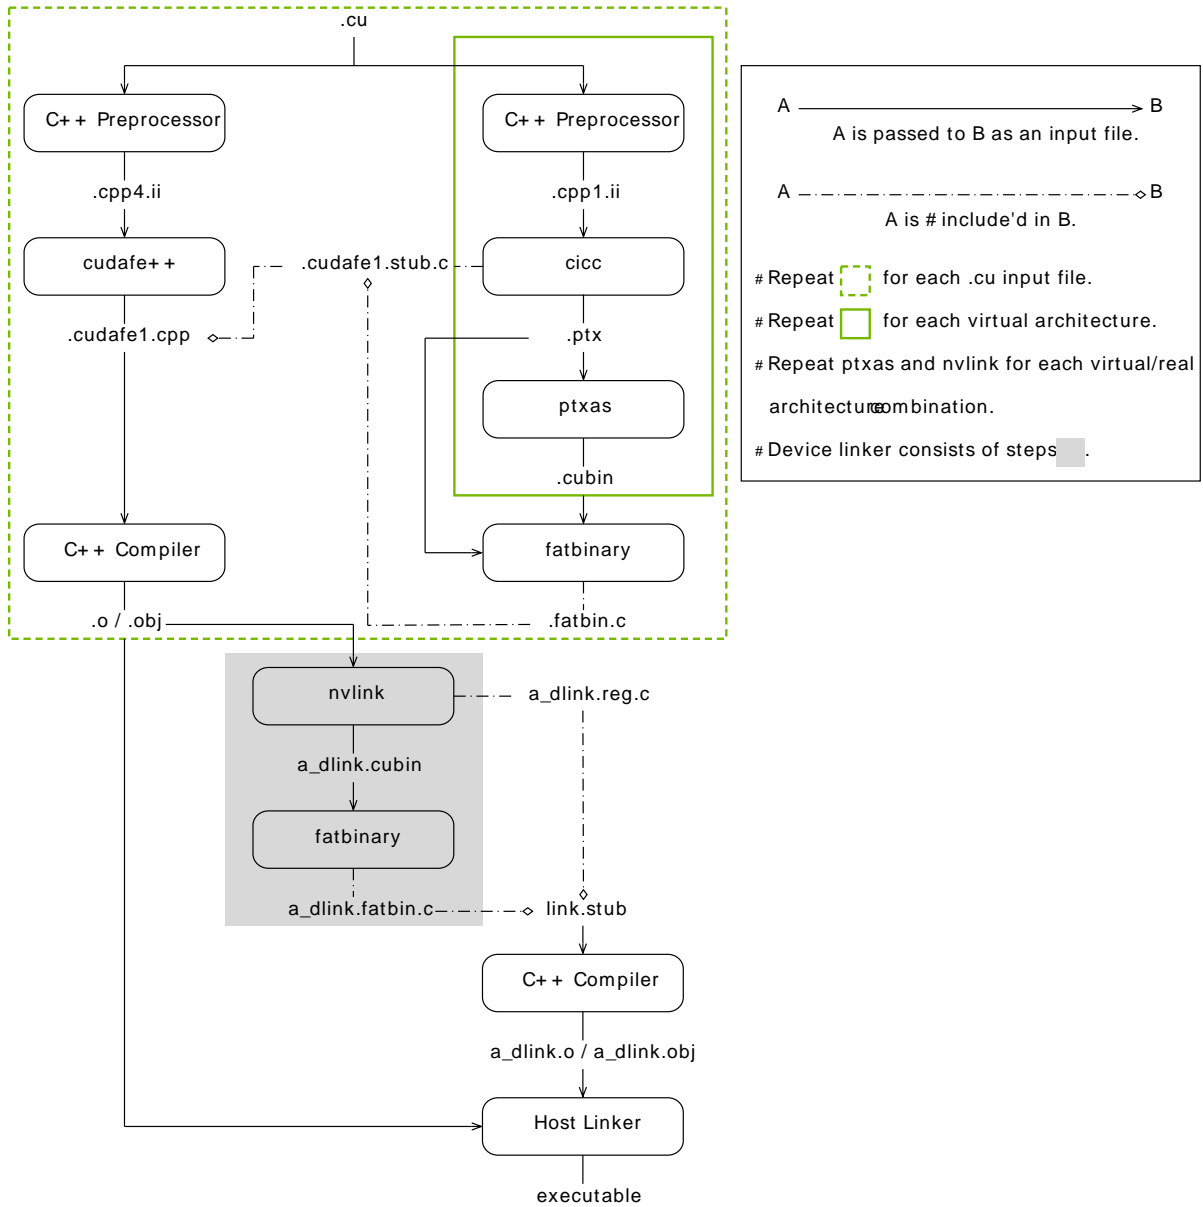 .cu
C++ Preprocessor
C++ Preprocessor
.cpp4.ii
.cpp1.ii
cudafe++
.cudafe1.stub.c
cicc
.cudafe1.cpp
.ptx
ptxas
.cubin
C++ Compiler
fatbinary
.o / .obj
.fatbin.c
nvlink
a_dlink.reg.c
a_dlink.cubin
fatbinary
a_dlink.fatbin.c
link.stub
C++ Compiler
a_dlink.o / a_dlink.obj
Host Linker
executable
A B
A is passed to B as an input file.
A B
A is #include'd in B.
# Repeat for each .cu input file.
# Repeat for each virtual architecture.
# Repeat ptxas and nvlink for each virtual/real
architecture combination.
# Device linker consists of steps .